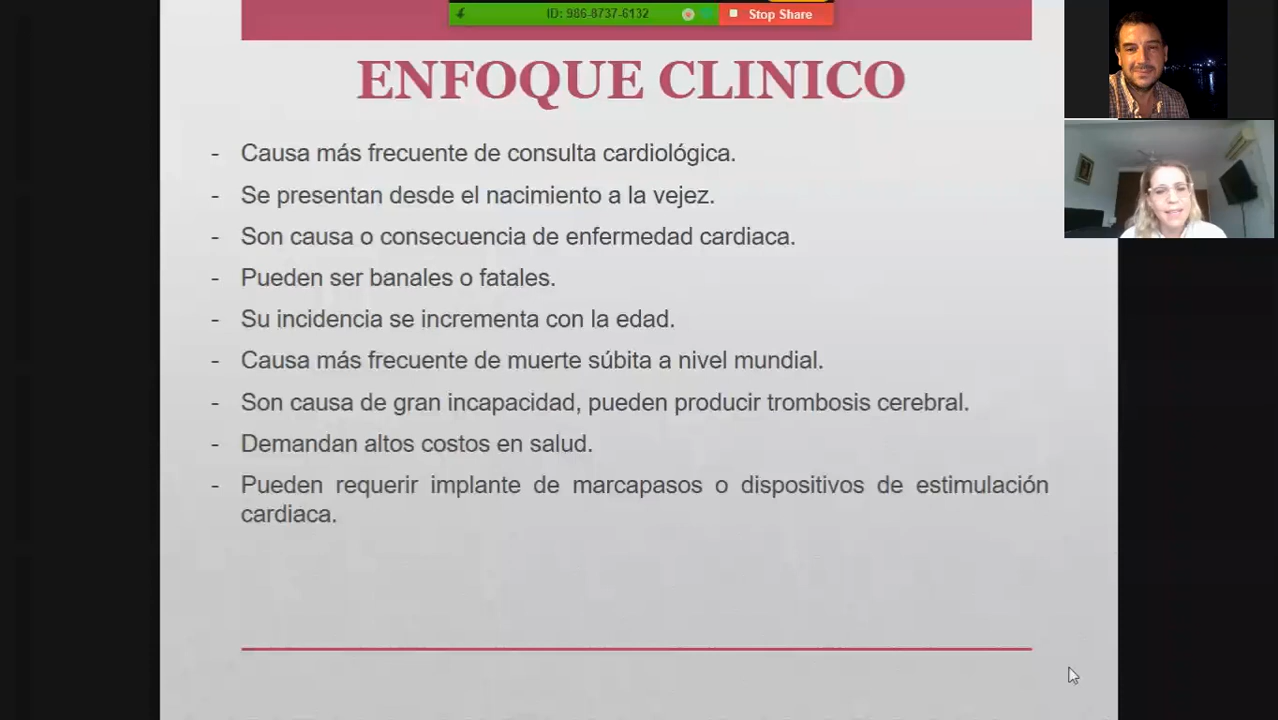 ID: 986-8737-6132
Stop Share
ENFOQUE CLINICO
- Causa más frecuente de consulta cardiológica.
- Se presentan desde el nacimiento a la vejez.
- Son causa o consecuencia de enfermedad cardiaca.
- Pueden ser banales o fatales.
- Su incidencia se incrementa con la edad.
- Causa más frecuente de muerte súbita a nivel mundial.
- Son causa de gran incapacidad, pueden producir trombosis cerebral.
- Demandan altos costos en salud.
- Pueden requerir implante de marcapasos o dispositivos de estimulación
cardiaca.